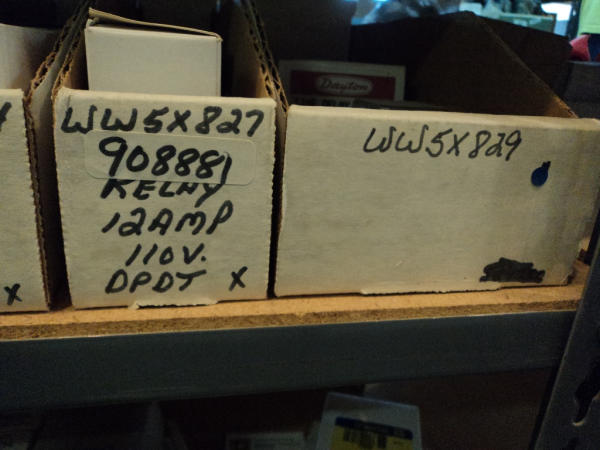 WW5X827
908881
RELAY
12AMP
110V.
DPDT X
WW5X829
Dayton
X